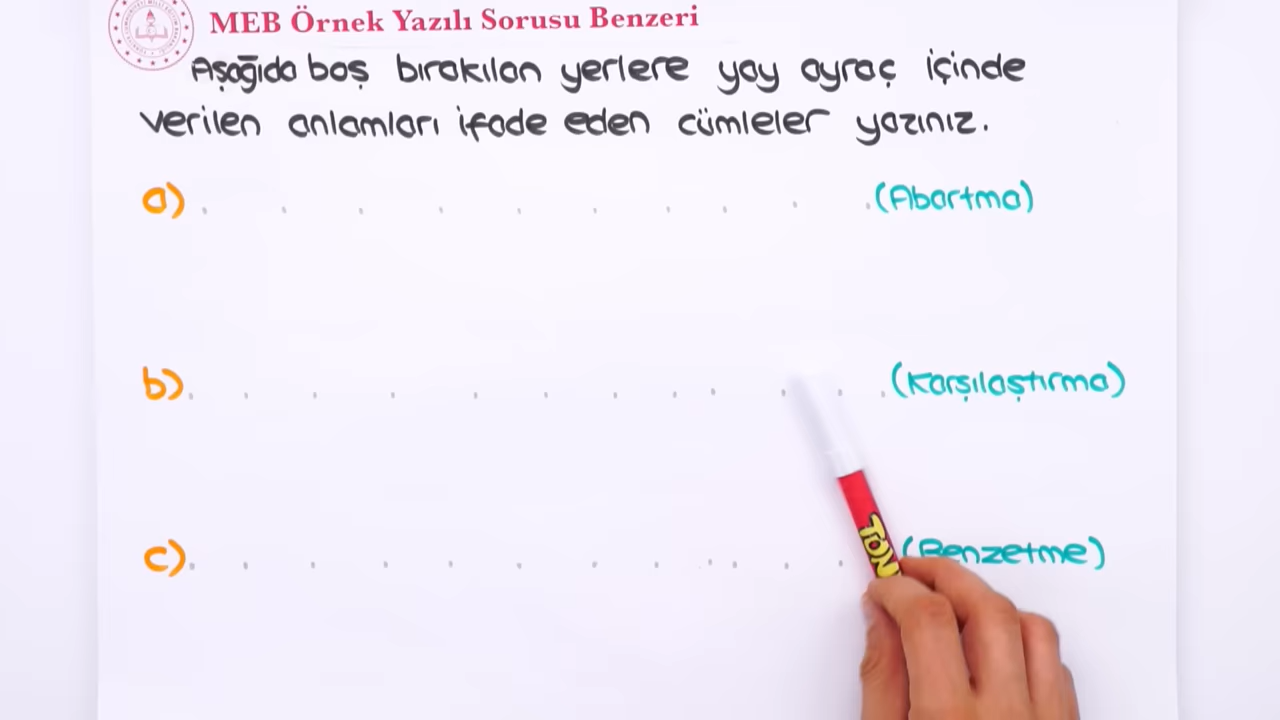 MEB Örnek Yazılı Sorusu Benzeri
Aşağıda boş bırakılan yerlere yay ayraç içinde
verilen anlamları ifade eden cümleler yazınız.
a) . . . . . . . . . . (Abartma)
b) . . . . . . . . . . . . (Karşılaştırma)
c) . . . . . . . . . . . (Benzetme)
TON